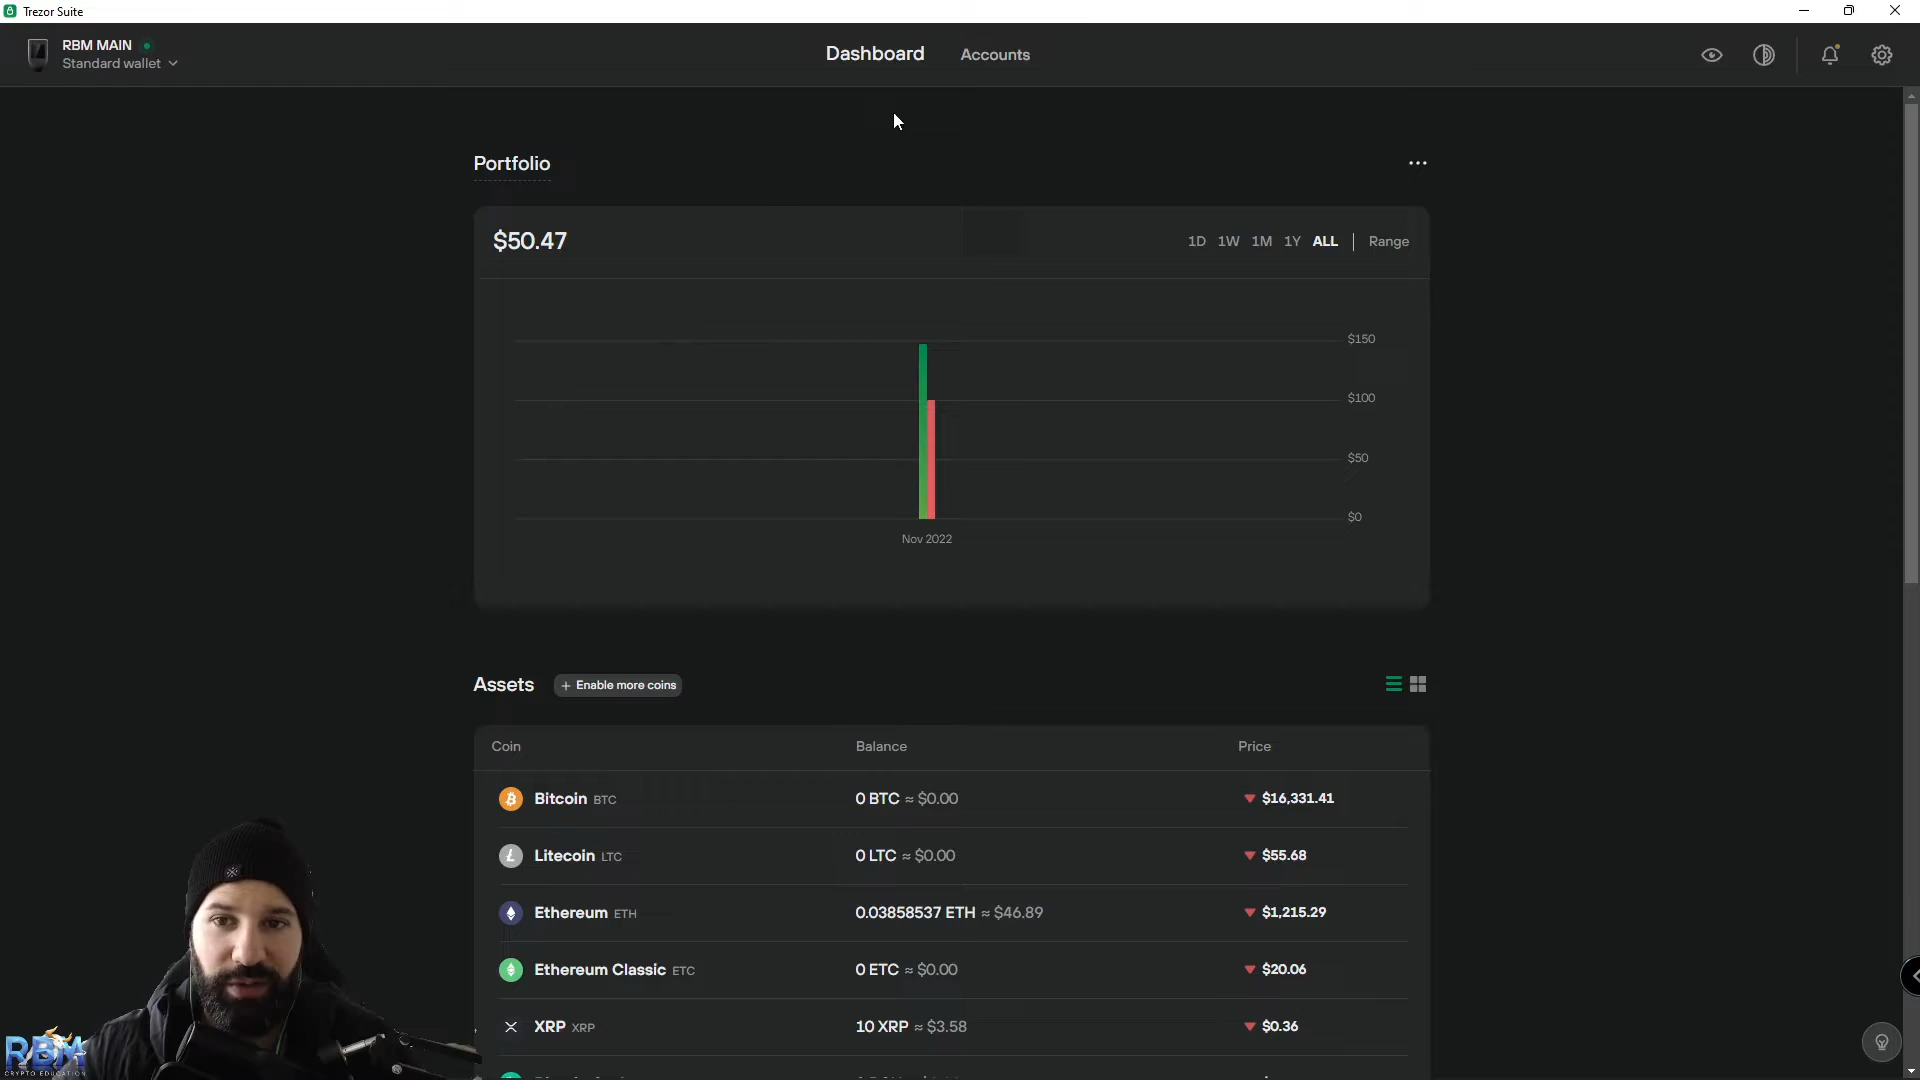 Trezor Suite
RBM MAIN
Standard wallet
Dashboard
Accounts
Portfolio
$50.47
1D 1W 1M 1Y ALL | Range
$150
$100
$50
$0
Nov 2022
Assets
+ Enable more coins
Coin Balance Price
Bitcoin BTC 0 BTC ≈ $0.00 $16,331.41
Litecoin LTC 0 LTC ≈ $0.00 $55.68
Ethereum ETH 0.03858537 ETH ≈ $46.89 $1,215.29
Ethereum Classic ETC 0 ETC ≈ $0.00 $20.06
XRP XRP 10 XRP ≈ $3.58 $0.36
RBM
CRYPTO EDUCATION